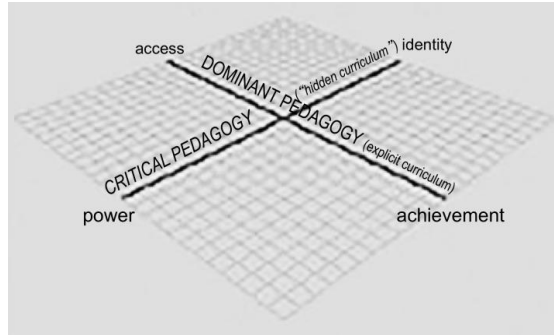 access
("hidden curriculum") identity
DOMINANT PEDAGOGY (explicit curriculum)
CRITICAL PEDAGOGY
power
achievement